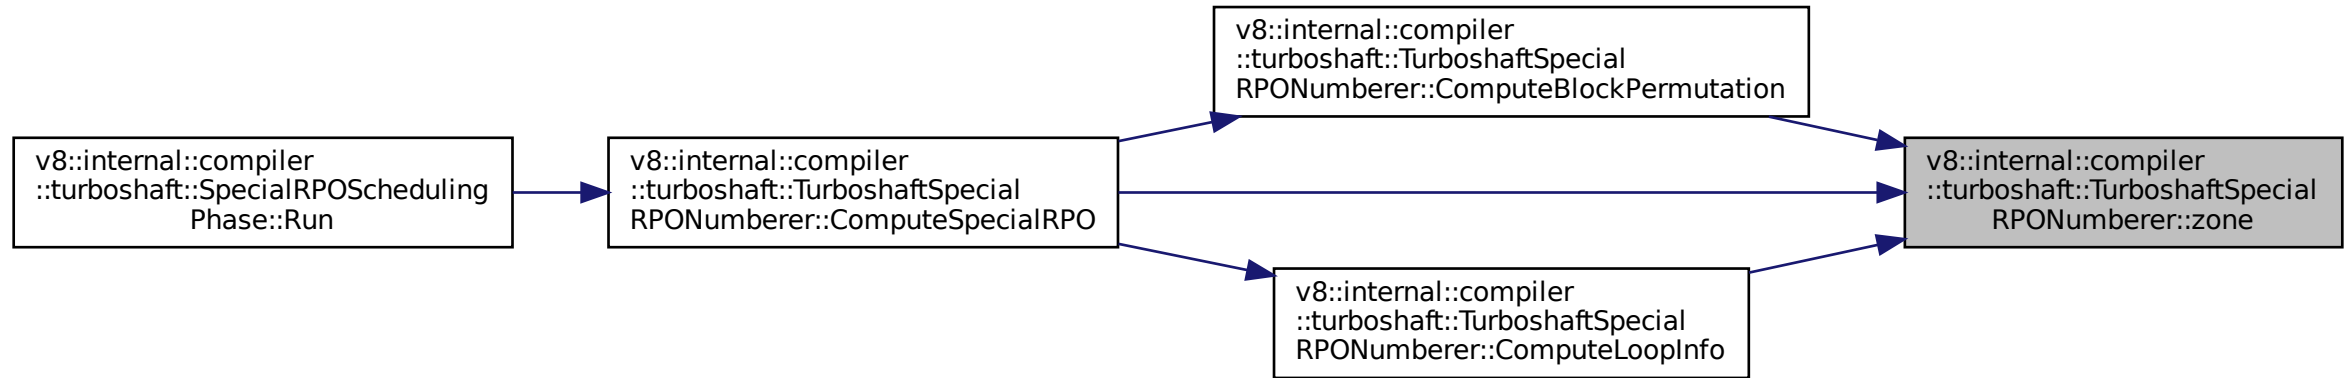 v8::internal::compiler
::turboshaft::SpecialRPOScheduling
Phase::Run
v8::internal::compiler
::turboshaft::TurboshaftSpecial
RPONumberer::ComputeSpecialRPO
v8::internal::compiler
::turboshaft::TurboshaftSpecial
RPONumberer::ComputeBlockPermutation
v8::internal::compiler
::turboshaft::TurboshaftSpecial
RPONumberer::ComputeLoopInfo
v8::internal::compiler
::turboshaft::TurboshaftSpecial
RPONumberer::zone